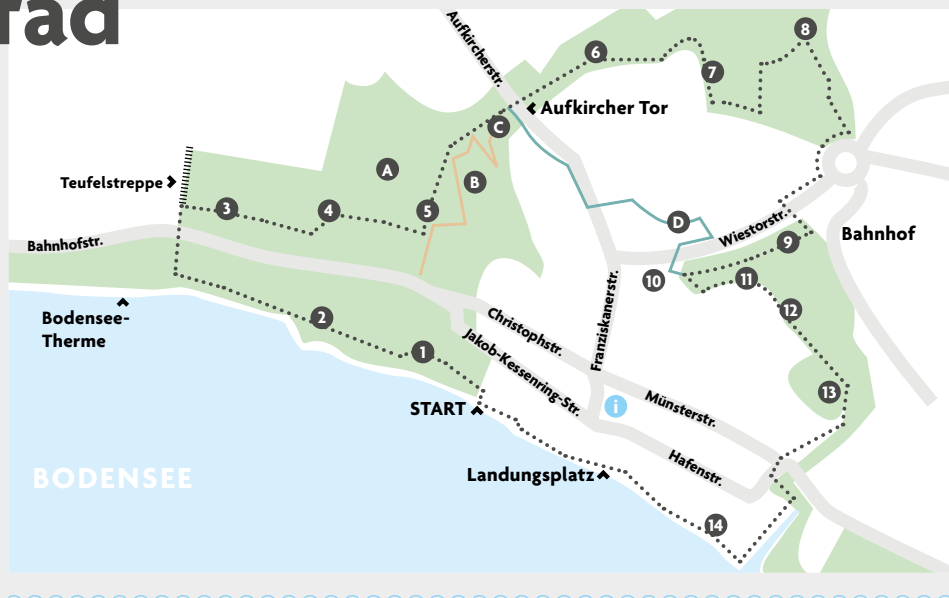 rad
Aufkircherstr.
6
8
7
Aufkircher Tor
C
A
B
Teufelstreppe
3
4
5
D
Wiestorstr.
Bahnhof
9
Bahnhofstr.
10
11
Franziskanerstr.
12
Bodensee-
Therme
2
Christophstr.
1
Jakob-Kessenring-Str.
13
START
i
Münsterstr.
Landungsplatz
Hafenstr.
BODENSEE
14